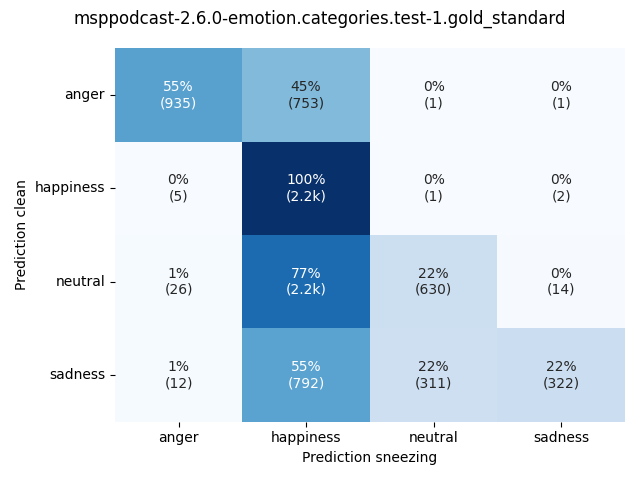 msppodcast-2.6.0-emotion.categories.test-1.gold_standard
Prediction clean
anger
55% 45% 0% 0%
(935) (753) (1) (1)
happiness
0% 100% 0% 0%
(5) (2.2k) (1) (2)
neutral
1% 77% 22% 0%
(26) (2.2k) (630) (14)
sadness
1% 55% 22% 22%
(12) (792) (311) (322)
anger happiness neutral sadness
Prediction sneezing